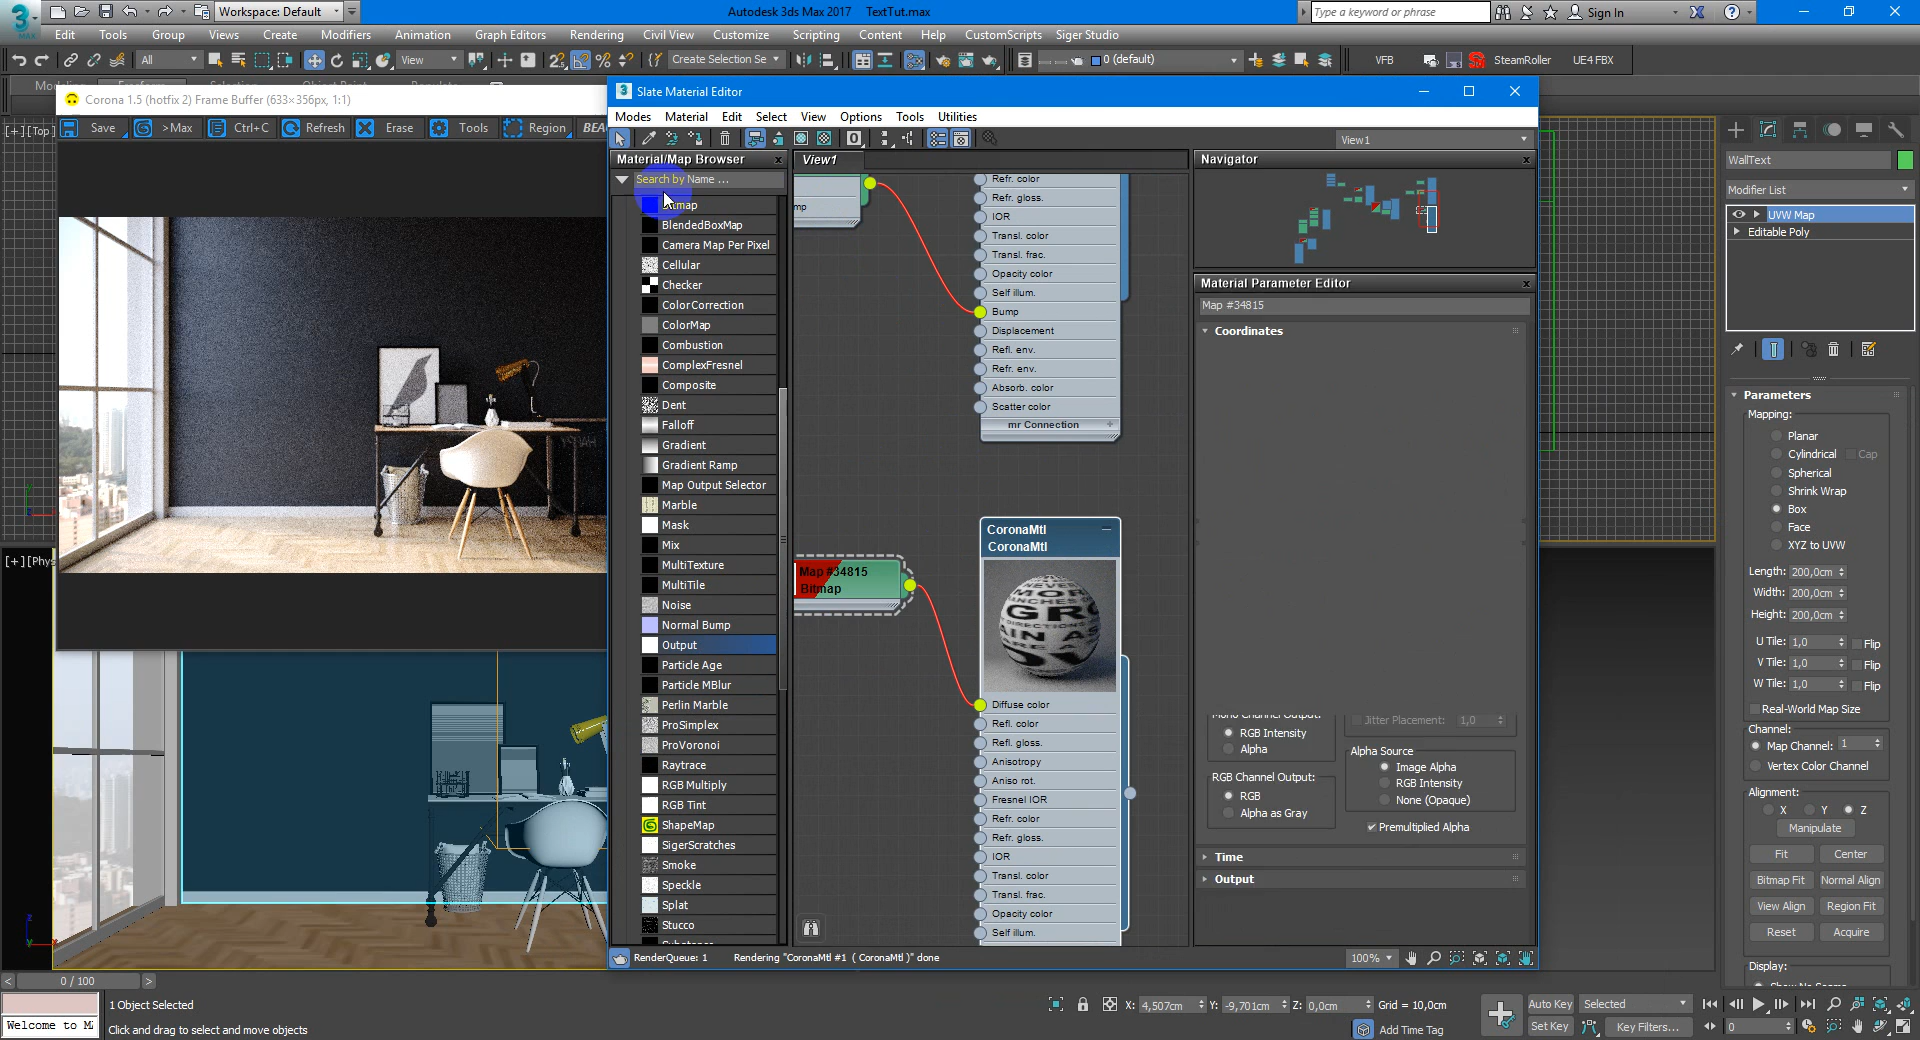 Workspace: Default
Autodesk 3ds Max 2017 TextTut.max
Type a keyword or phrase
Sign In
MAX
Edit Tools Group Views Create Modifiers Animation Graph Editors Rendering Civil View Customize Scripting Content Help CustomScripts Siger Studio
All
View
Create Selection Se
0 (default)
VFB
SteamRoller
UE4 FBX
Corona 1.5 (hotfix 2) Frame Buffer (633×356px, 1:1)
Save >Max Ctrl+C Refresh Erase Tools Region BEA
[+][Top]
[+][Phys
Slate Material Editor
Modes Material Edit Select View Options Tools Utilities
View1
Material/Map Browser
Search by Name ...
Bitmap
BlendedBoxMap
Camera Map Per Pixel
Cellular
Checker
ColorCorrection
ColorMap
Combustion
ComplexFresnel
Composite
Dent
Falloff
Gradient
Gradient Ramp
Map Output Selector
Marble
Mask
Mix
MultiTexture
MultiTile
Noise
Normal Bump
Output
Particle Age
Particle MBlur
Perlin Marble
ProSimplex
ProVoronoi
Raytrace
RGB Multiply
RGB Tint
ShapeMap
SigerScratches
Smoke
Speckle
Splat
Stucco
View1
mp
Refr. color
Refr. gloss.
IOR
Transl. color
Transl. frac.
Opacity color
Self illum.
Bump
Displacement
Refl. env.
Refr. env.
Absorb. color
Scatter color
mr Connection +
Map #34815
Bitmap
CoronaMtl
CoronaMtl
Diffuse color
Refl. color
Refl. gloss.
Anisotropy
Aniso rot.
Fresnel IOR
Refr. color
Refr. gloss.
IOR
Transl. color
Transl. frac.
Opacity color
Self illum.
Navigator
Material Parameter Editor
Map #34815
Coordinates
Mono Channel Output:
RGB Intensity
Alpha
RGB Channel Output:
RGB
Alpha as Gray
Jitter Placement: 1,0
Alpha Source
Image Alpha
RGB Intensity
None (Opaque)
Premultiplied Alpha
Time
Output
RenderQueue: 1 Rendering "CoronaMtl #1 ( CoronaMtl )" done
100%
WallText
Modifier List
UVW Map
Editable Poly
Parameters
Mapping:
Planar
Cylindrical Cap
Spherical
Shrink Wrap
Box
Face
XYZ to UVW
Length: 200,0cm
Width: 200,0cm
Height: 200,0cm
U Tile: 1,0 Flip
V Tile: 1,0 Flip
W Tile: 1,0 Flip
Real-World Map Size
Channel:
Map Channel: 1
Vertex Color Channel
Alignment:
X Y Z
Manipulate
Fit Center
Bitmap Fit Normal Align
View Align Region Fit
Reset Acquire
Display:
< 0 / 100 >
1 Object Selected
Welcome to M
Click and drag to select and move objects
X: 4,507cm Y: -9,701cm Z: 0,0cm Grid = 10,0cm
Add Time Tag
Auto Key Selected
Set Key Key Filters...
0